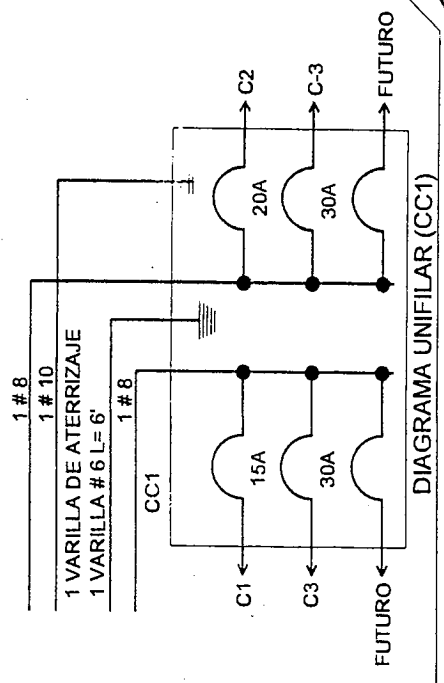 1 # 8
1 # 10
1 VARILLA DE ATERRIZAJE
1 VARILLA # 6 L= 6'
1 # 8
CC1
C1
15A
20A
C2
C3
30A
30A
C-3
FUTURO
FUTURO
DIAGRAMA UNIFILAR (CC1)